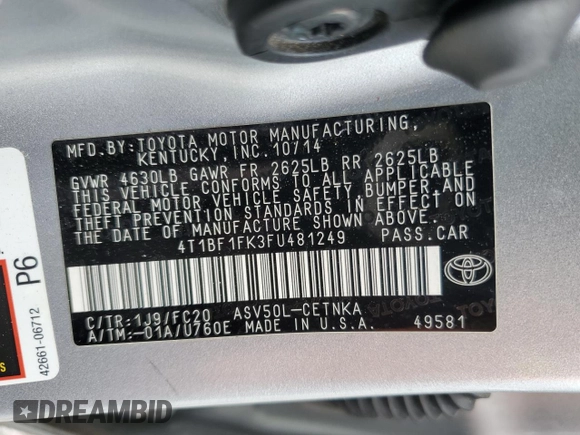 MFD.BY:TOYOTA MOTOR MANUFACTURING,
KENTUCKY, INC. 10/14
GVWR 4630LB GAWR FR 2625LB RR 2625LB
THIS VEHICLE CONFORMS TO ALL APPLICABLE
FEDERAL MOTOR VEHICLE SAFETY, BUMPER, AND
THEFT PREVENTION STANDARDS IN EFFECT ON
THE DATE OF MANUFACTURE SHOWN ABOVE.
4T1BF1FK3FU481249 PASS.CAR
C/TR:1J9/FC20 ASV50L-CETNKA
A/TM:-01A/U760E MADE IN U.S.A. 49581
TOYOTA
P6
42661-06712
DREAMBID